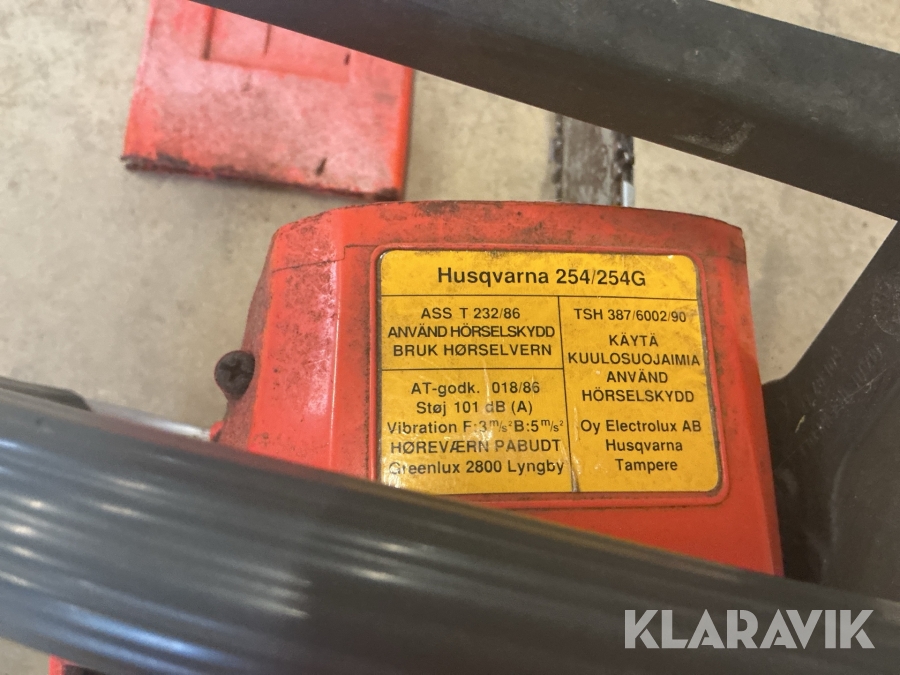 Husqvarna 254/254G
ASS T 232/86
ANVÄND HÖRSELSKYDD
BRUK HØRSELVERN
AT-godk. 018/86
Støj 101 dB (A)
Vibration F:3m/s² B:5m/s²
HØREVÆRN PABUDT
Greenlux 2800 Lyngby
TSH 387/6002/90
KÄYTÄ
KUULOSUOJAIMIA
ANVÄND
HÖRSELSKYDD
Oy Electrolux AB
Husqvarna
Tampere
KLARAVIK